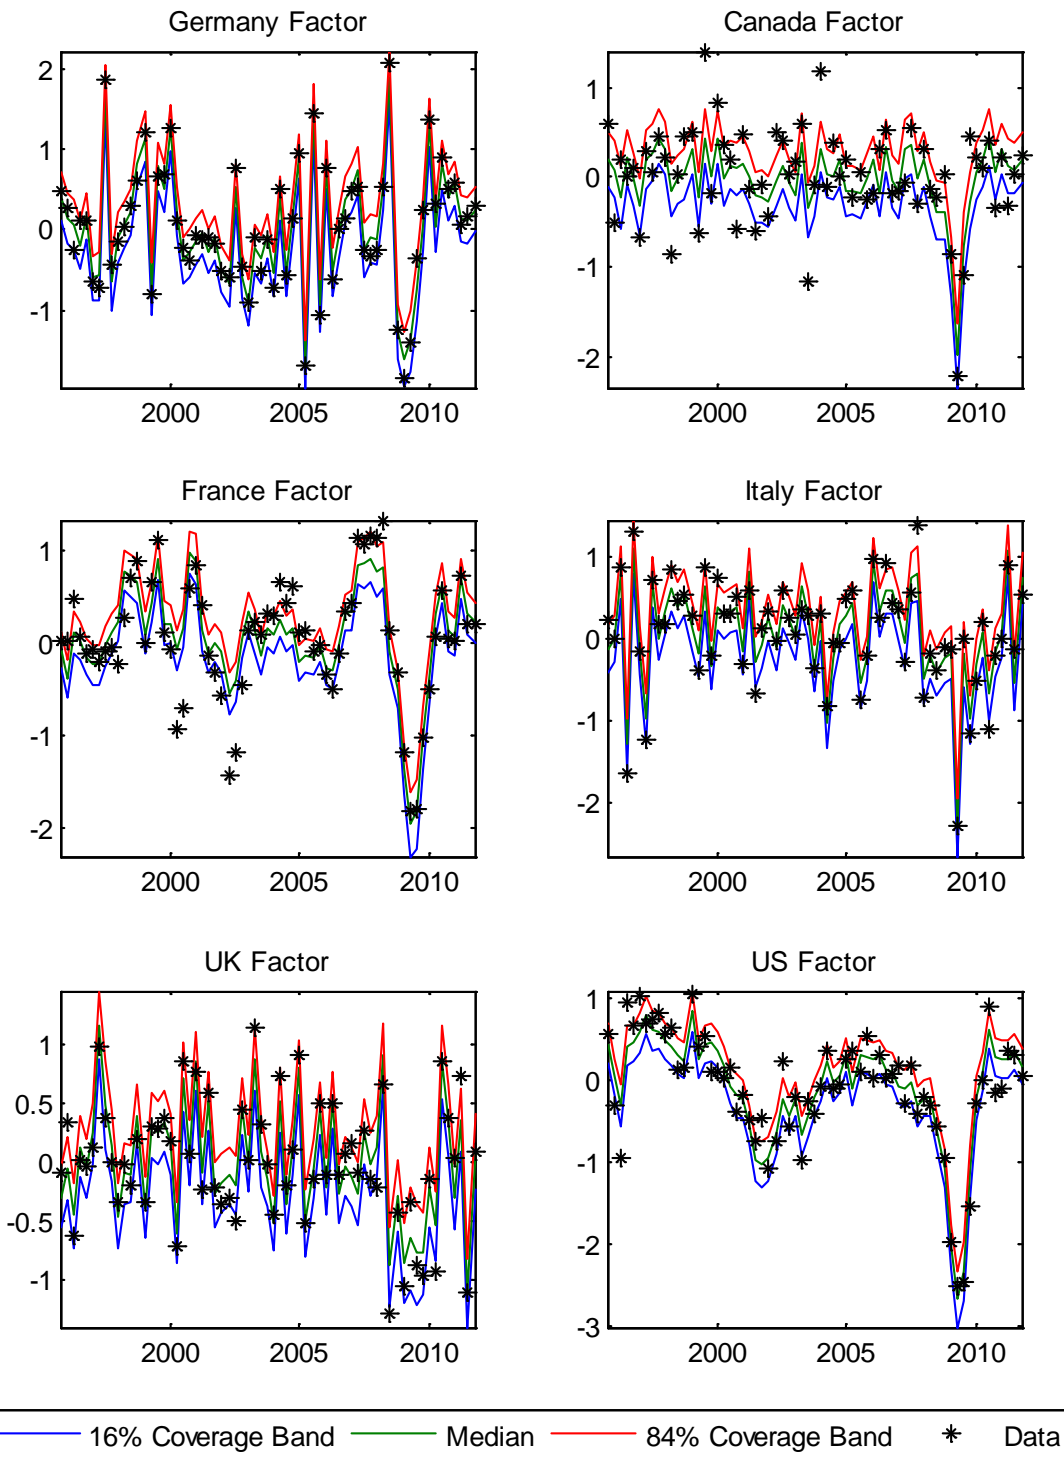 Germany Factor
Canada Factor
2
1
0
-1
2000 2005 2010
1
0
-1
-2
2000 2005 2010
France Factor
Italy Factor
1
0
-1
-2
2000 2005 2010
1
0
-1
-2
2000 2005 2010
UK Factor
US Factor
1
0.5
0
-0.5
-1
2000 2005 2010
1
0
-1
-2
-3
2000 2005 2010
16% Coverage Band Median 84% Coverage Band Data